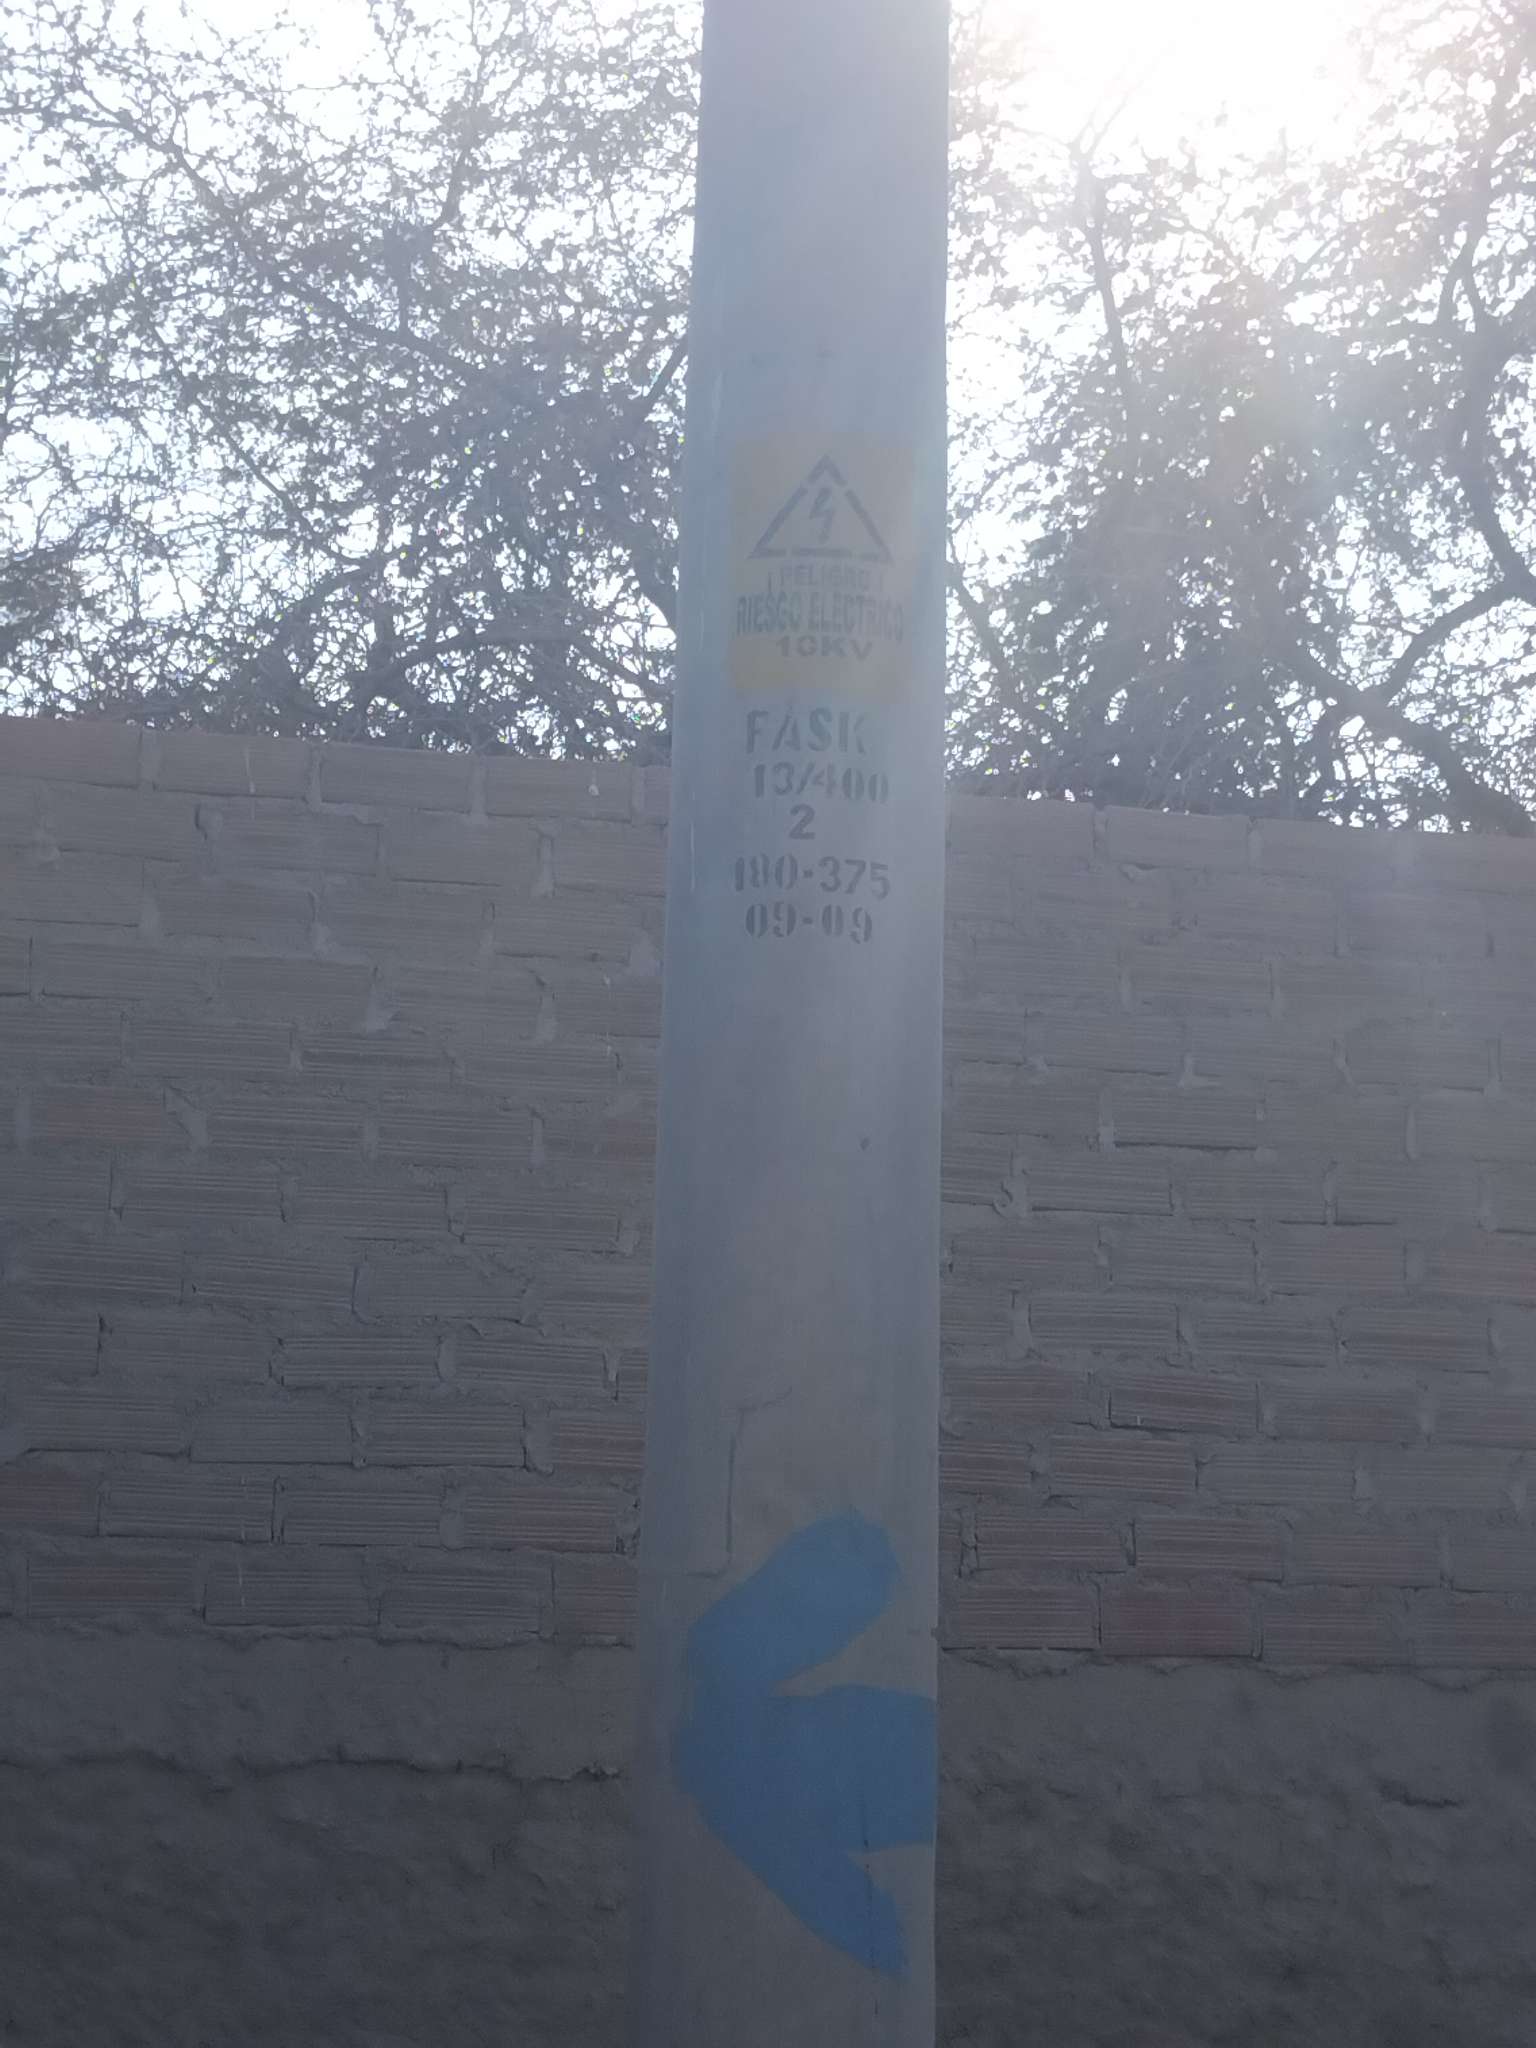 ¡PELIGRO!
RIESGO ELECTRICO
10KV
FASK
13/400
2
180-375
09-09